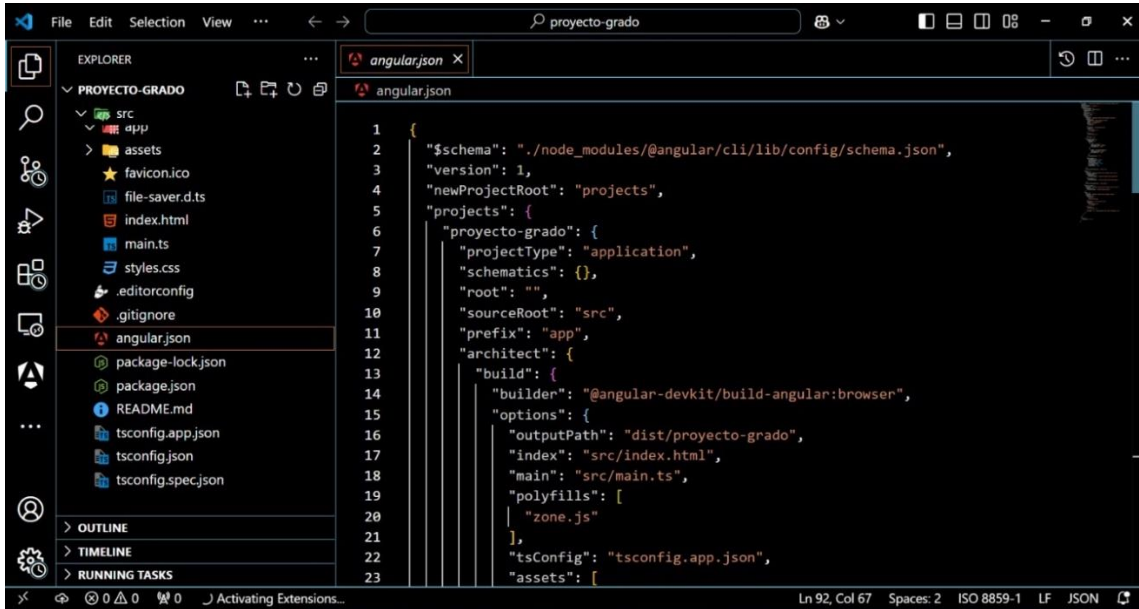 File Edit Selection View ··· proyecto-grado
EXPLORER ···
PROYECTO-GRADO
src
app
assets
favicon.ico
file-saver.d.ts
index.html
main.ts
styles.css
.editorconfig
.gitignore
angular.json
package-lock.json
package.json
README.md
tsconfig.app.json
tsconfig.json
tsconfig.spec.json
OUTLINE
TIMELINE
RUNNING TASKS
angular.json
angular.json
1 {
2 "$schema": "./node_modules/@angular/cli/lib/config/schema.json",
3 "version": 1,
4 "newProjectRoot": "projects",
5 "projects": {
6 "proyecto-grado": {
7 "projectType": "application",
8 "schematics": {},
9 "root": "",
10 "sourceRoot": "src",
11 "prefix": "app",
12 "architect": {
13 "build": {
14 "builder": "@angular-devkit/build-angular:browser",
15 "options": {
16 "outputPath": "dist/proyecto-grado",
17 "index": "src/index.html",
18 "main": "src/main.ts",
19 "polyfills": [
20 "zone.js"
21 ],
22 "tsConfig": "tsconfig.app.json",
23 "assets": [
0 0 0 Activating Extensions... Ln 92, Col 67 Spaces: 2 ISO 8859-1 LF JSON